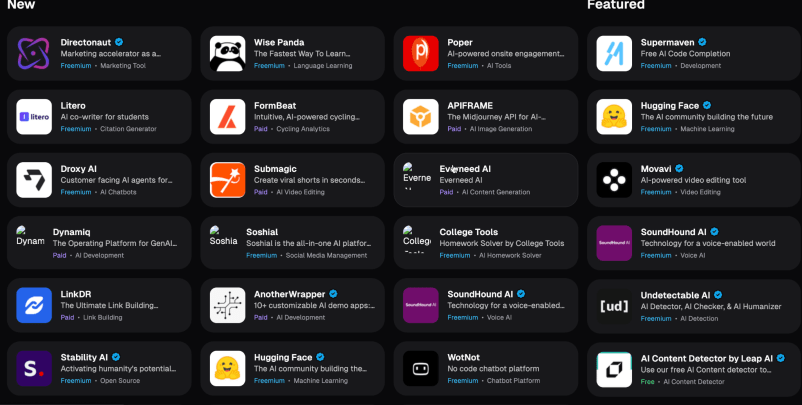 New
Featured
Directonaut
Marketing accelerator as a...
Freemium • Marketing Tool
Wise Panda
The Fastest Way To Learn...
Freemium • Language Learning
Poper
AI-powered onsite engagement...
Freemium • AI Tools
Supermaven
Free AI Code Completion
Freemium • Development
litero
Litero
AI co-writer for students
Freemium • Citation Generator
FormBeat
Intuitive, AI-powered cycling...
Paid • Cycling Analytics
APIFRAME
The Midjourney API for AI-...
Paid • AI Image Generation
Hugging Face
The AI community building the future
Freemium • Machine Learning
Droxy AI
Customer facing AI agents for...
Freemium • AI Chatbots
Submagic
Create viral shorts in seconds...
Paid • AI Video Editing
Everne
Everneed AI
Everneed AI
Paid • AI Content Generation
Movavi
AI-powered video editing tool
Freemium • Video Editing
Dynam
Dynamiq
The Operating Platform for GenAI...
Paid • AI Development
Soshia
Soshial
Soshial is the all-in-one AI platfor...
Freemium • Social Media Management
College
College Tools
Homework Solver by College Tools
Freemium • AI Homework Solver
SoundHound AI
SoundHound AI
Technology for a voice-enabled world
Freemium • Voice AI
LinkDR
The Ultimate Link Building...
Paid • Link Building
AnotherWrapper
10+ customizable AI demo apps:...
Paid • AI Development
SoundHound AI
SoundHound AI
Technology for a voice-enabled...
Freemium • Voice AI
[ud]
Undetectable AI
AI Detector, AI Checker, & AI Humanizer
Freemium • AI Detection
S.
Stability AI
Activating humanity's potential...
Freemium • Open Source
Hugging Face
The AI community building the...
Freemium • Machine Learning
WotNot
No code chatbot platform
Freemium • Chatbot Platform
AI Content Detector by Leap AI
Use our free AI Content detector to...
Free • AI Content Detector